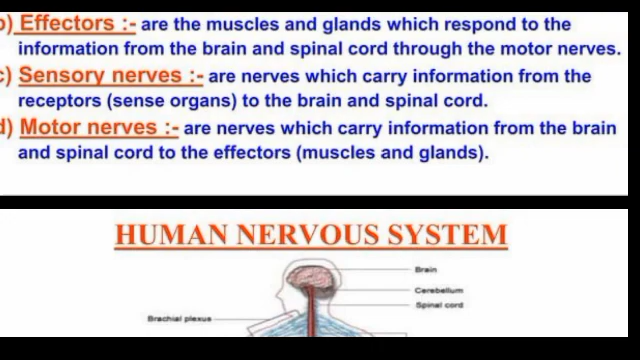 b) Effectors :- are the muscles and glands which respond to the
information from the brain and spinal cord through the motor nerves.
c) Sensory nerves :- are nerves which carry information from the
receptors (sense organs) to the brain and spinal cord.
d) Motor nerves :- are nerves which carry information from the brain
and spinal cord to the effectors (muscles and glands).
HUMAN NERVOUS SYSTEM
Brain
Cerebellum
Spinal cord
Brachial plexus